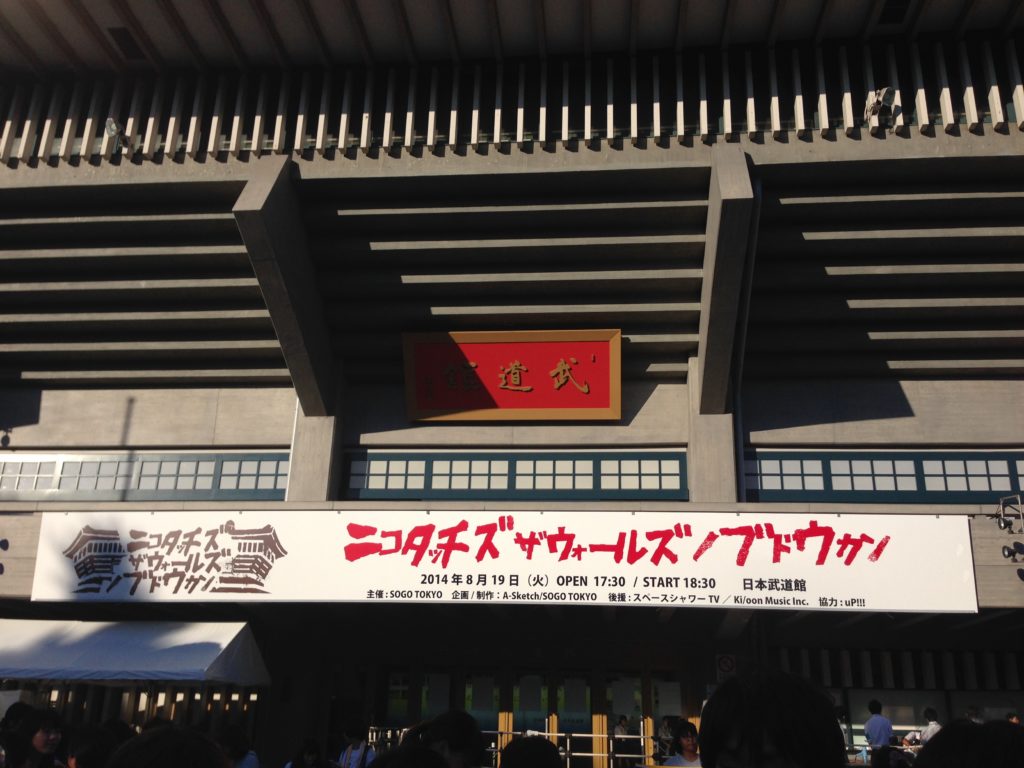 武道館
ニコタッチズ
ザウォールズ
ノブドウカン
ニコタッチズ ザウォールズ ノブドウカン
2014年8月19日（火）OPEN 17:30 / START 18:30 日本武道館
主催 : SOGO TOKYO 企画 / 制作 : A-Sketch/SOGO TOKYO 後援 : スペースシャワー TV ／ Ki/oon Music Inc. 協力 : uP!!!